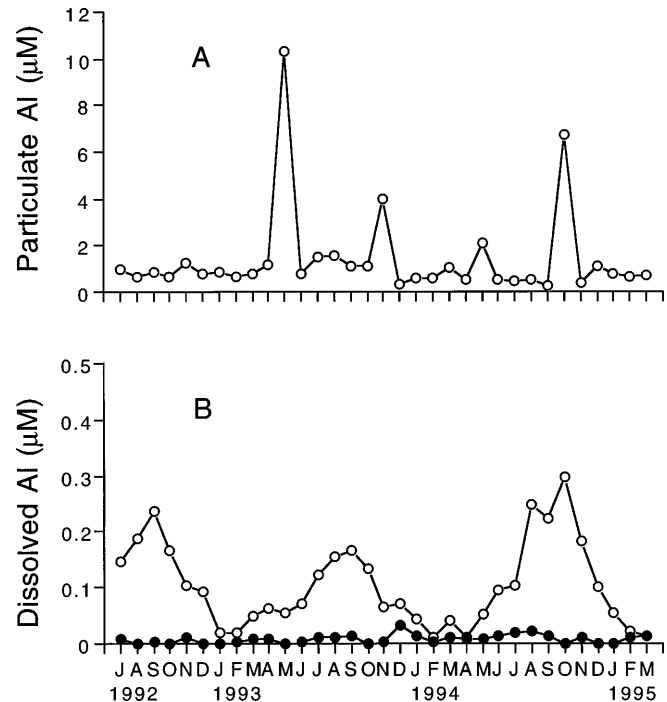 12
10
8
6
4
2
0
Particulate Al (µM)
A
0.5
0.4
0.3
0.2
0.1
0
Dissolved Al (µM)
B
J A S O N D J F M A M J J A S O N D J F M A M J J A S O N D J F M
1992 1993 1994 1995